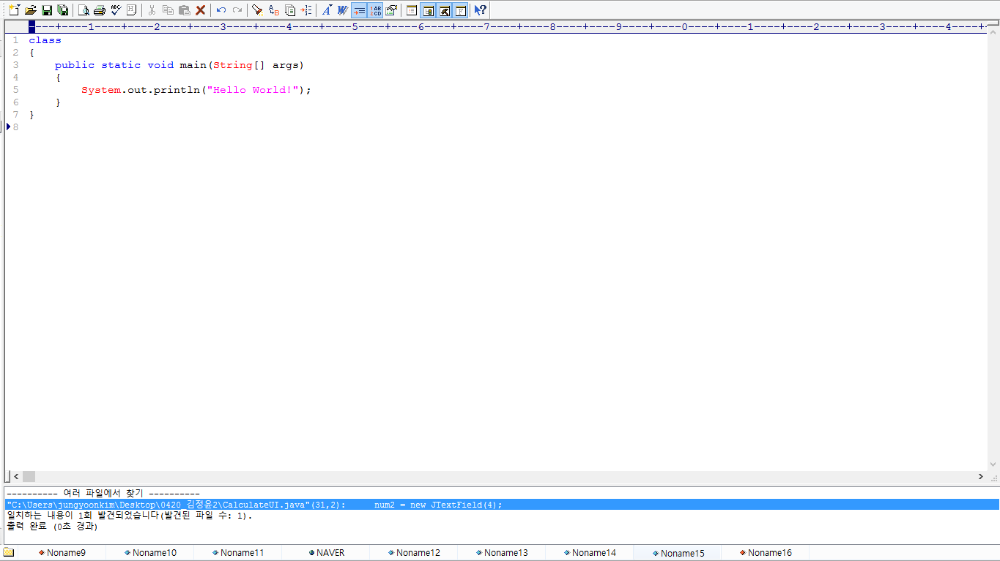 ----+----1----+----2----+----3----+----4----+----5----+----6----+----7----+----8----+----9----+----0----+----1----+----2----+----3----+----4----+-
1 class
2 {
3 public static void main(String[] args)
4 {
5 System.out.println("Hello World!");
6 }
7 }
8
---------- 여러 파일에서 찾기 ----------
"C:\Users\jungyoonkim\Desktop\0420_김정윤2\CalculateUI.java"(31,2): num2 = new JTextField(4);
일치하는 내용이 1회 발견되었습니다(발견된 파일 수: 1).
출력 완료 (0초 경과)
Noname9 Noname10 Noname11 NAVER Noname12 Noname13 Noname14 Noname15 Noname16